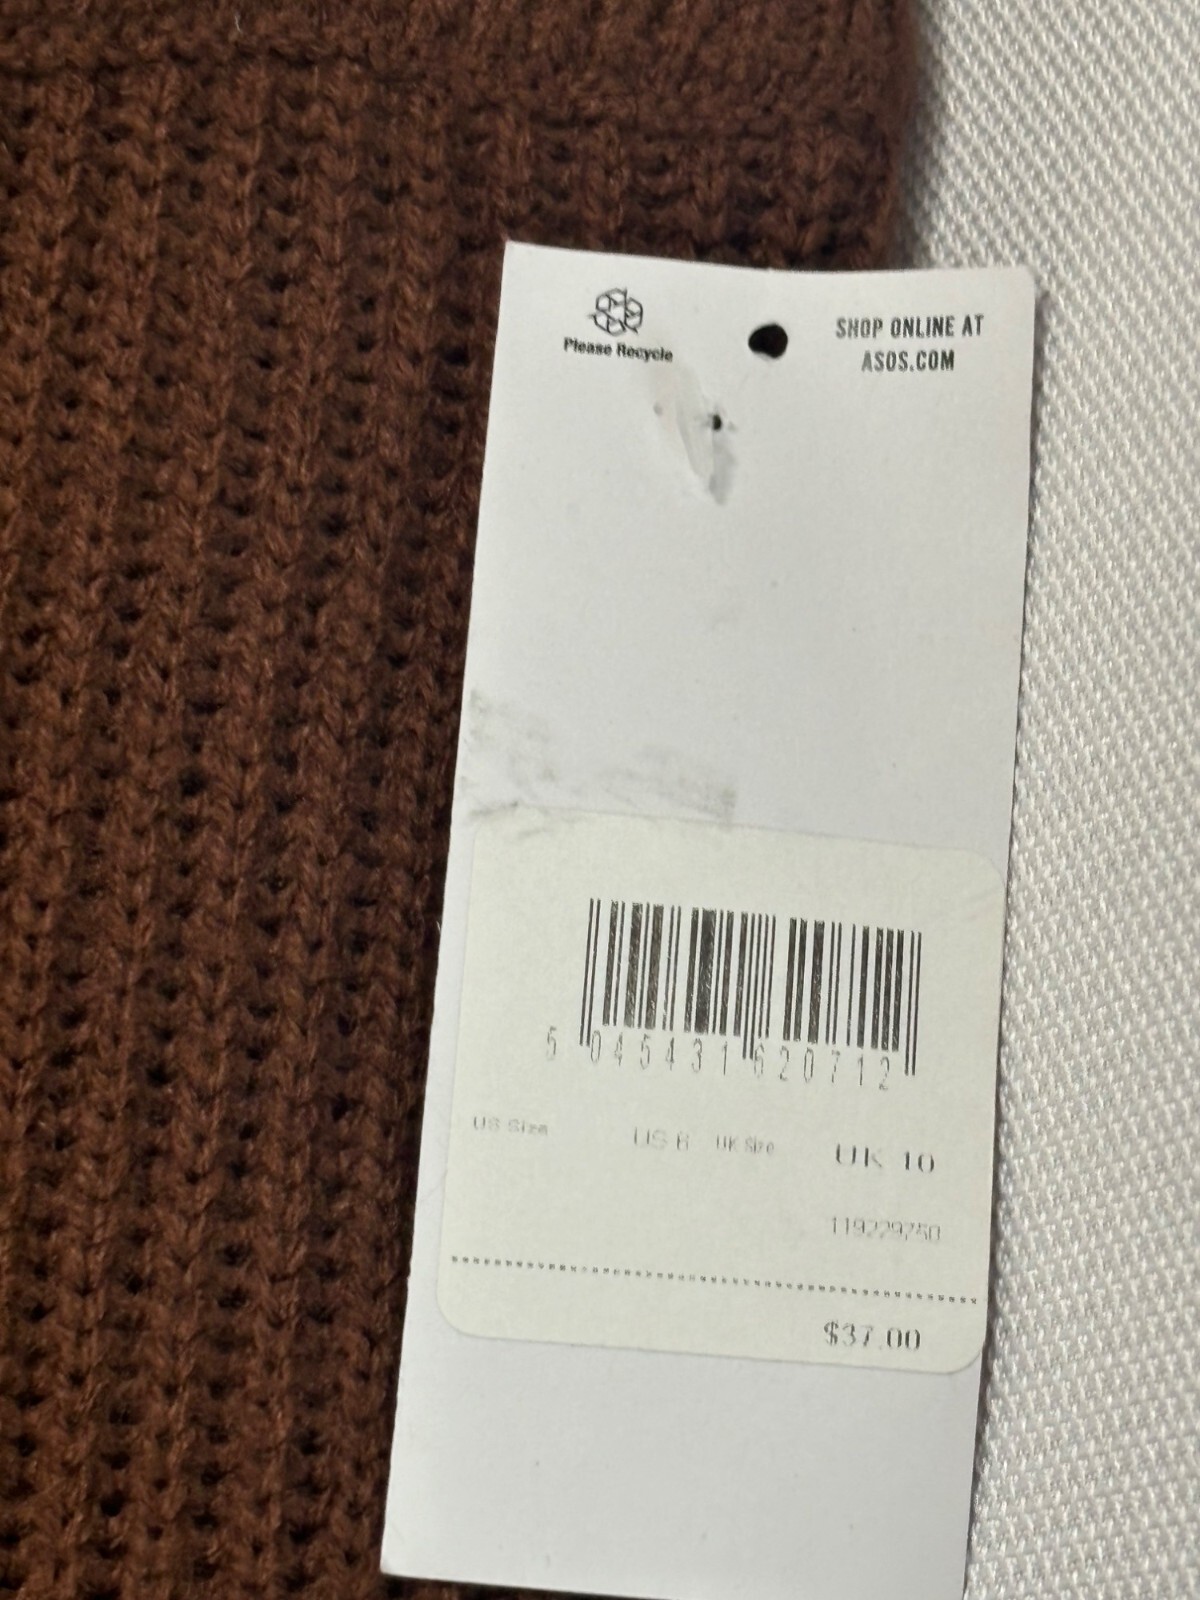 Please Recycle
SHOP ONLINE AT
ASOS.COM
5 045431 620712
US Size US 6 UK Size UK 10
119229750
$37.00